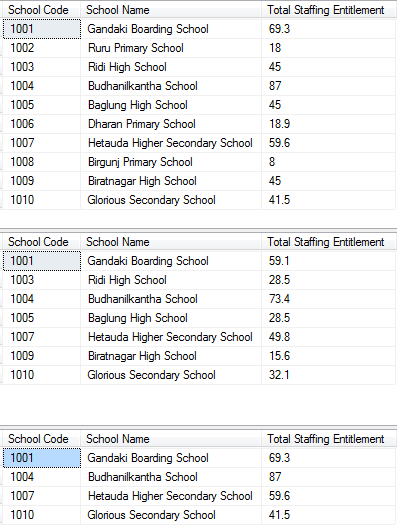 School Code School Name Total Staffing Entitlement
1001 Gandaki Boarding School 69.3
1002 Ruru Primary School 18
1003 Ridi High School 45
1004 Budhanilkantha School 87
1005 Baglung High School 45
1006 Dharan Primary School 18.9
1007 Hetauda Higher Secondary School 59.6
1008 Birgunj Primary School 8
1009 Biratnagar High School 45
1010 Glorious Secondary School 41.5
School Code School Name Total Staffing Entitlement
1001 Gandaki Boarding School 59.1
1003 Ridi High School 28.5
1004 Budhanilkantha School 73.4
1005 Baglung High School 28.5
1007 Hetauda Higher Secondary School 49.8
1009 Biratnagar High School 15.6
1010 Glorious Secondary School 32.1
School Code School Name Total Staffing Entitlement
1001 Gandaki Boarding School 69.3
1004 Budhanilkantha School 87
1007 Hetauda Higher Secondary School 59.6
1010 Glorious Secondary School 41.5